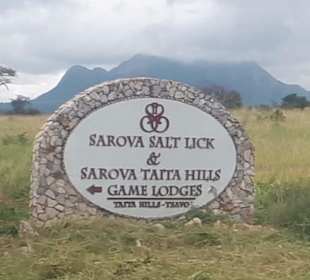 SAROVA SALT LICK
&
SAROVA TAITA HILLS
GAME LODGES
TAITA HILLS - TSAVO